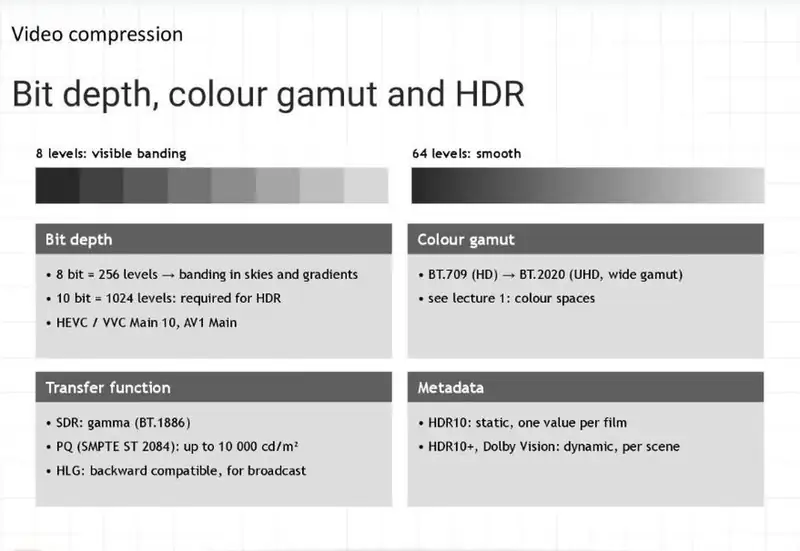 Video compression
Bit depth, colour gamut and HDR
8 levels: visible banding
64 levels: smooth
Bit depth
• 8 bit = 256 levels → banding in skies and gradients
• 10 bit = 1024 levels: required for HDR
• HEVC / VVC Main 10, AV1 Main
Colour gamut
• BT.709 (HD) → BT.2020 (UHD, wide gamut)
• see lecture 1: colour spaces
Transfer function
• SDR: gamma (BT.1886)
• PQ (SMPTE ST 2084): up to 10 000 cd/m²
• HLG: backward compatible, for broadcast
Metadata
• HDR10: static, one value per film
• HDR10+, Dolby Vision: dynamic, per scene